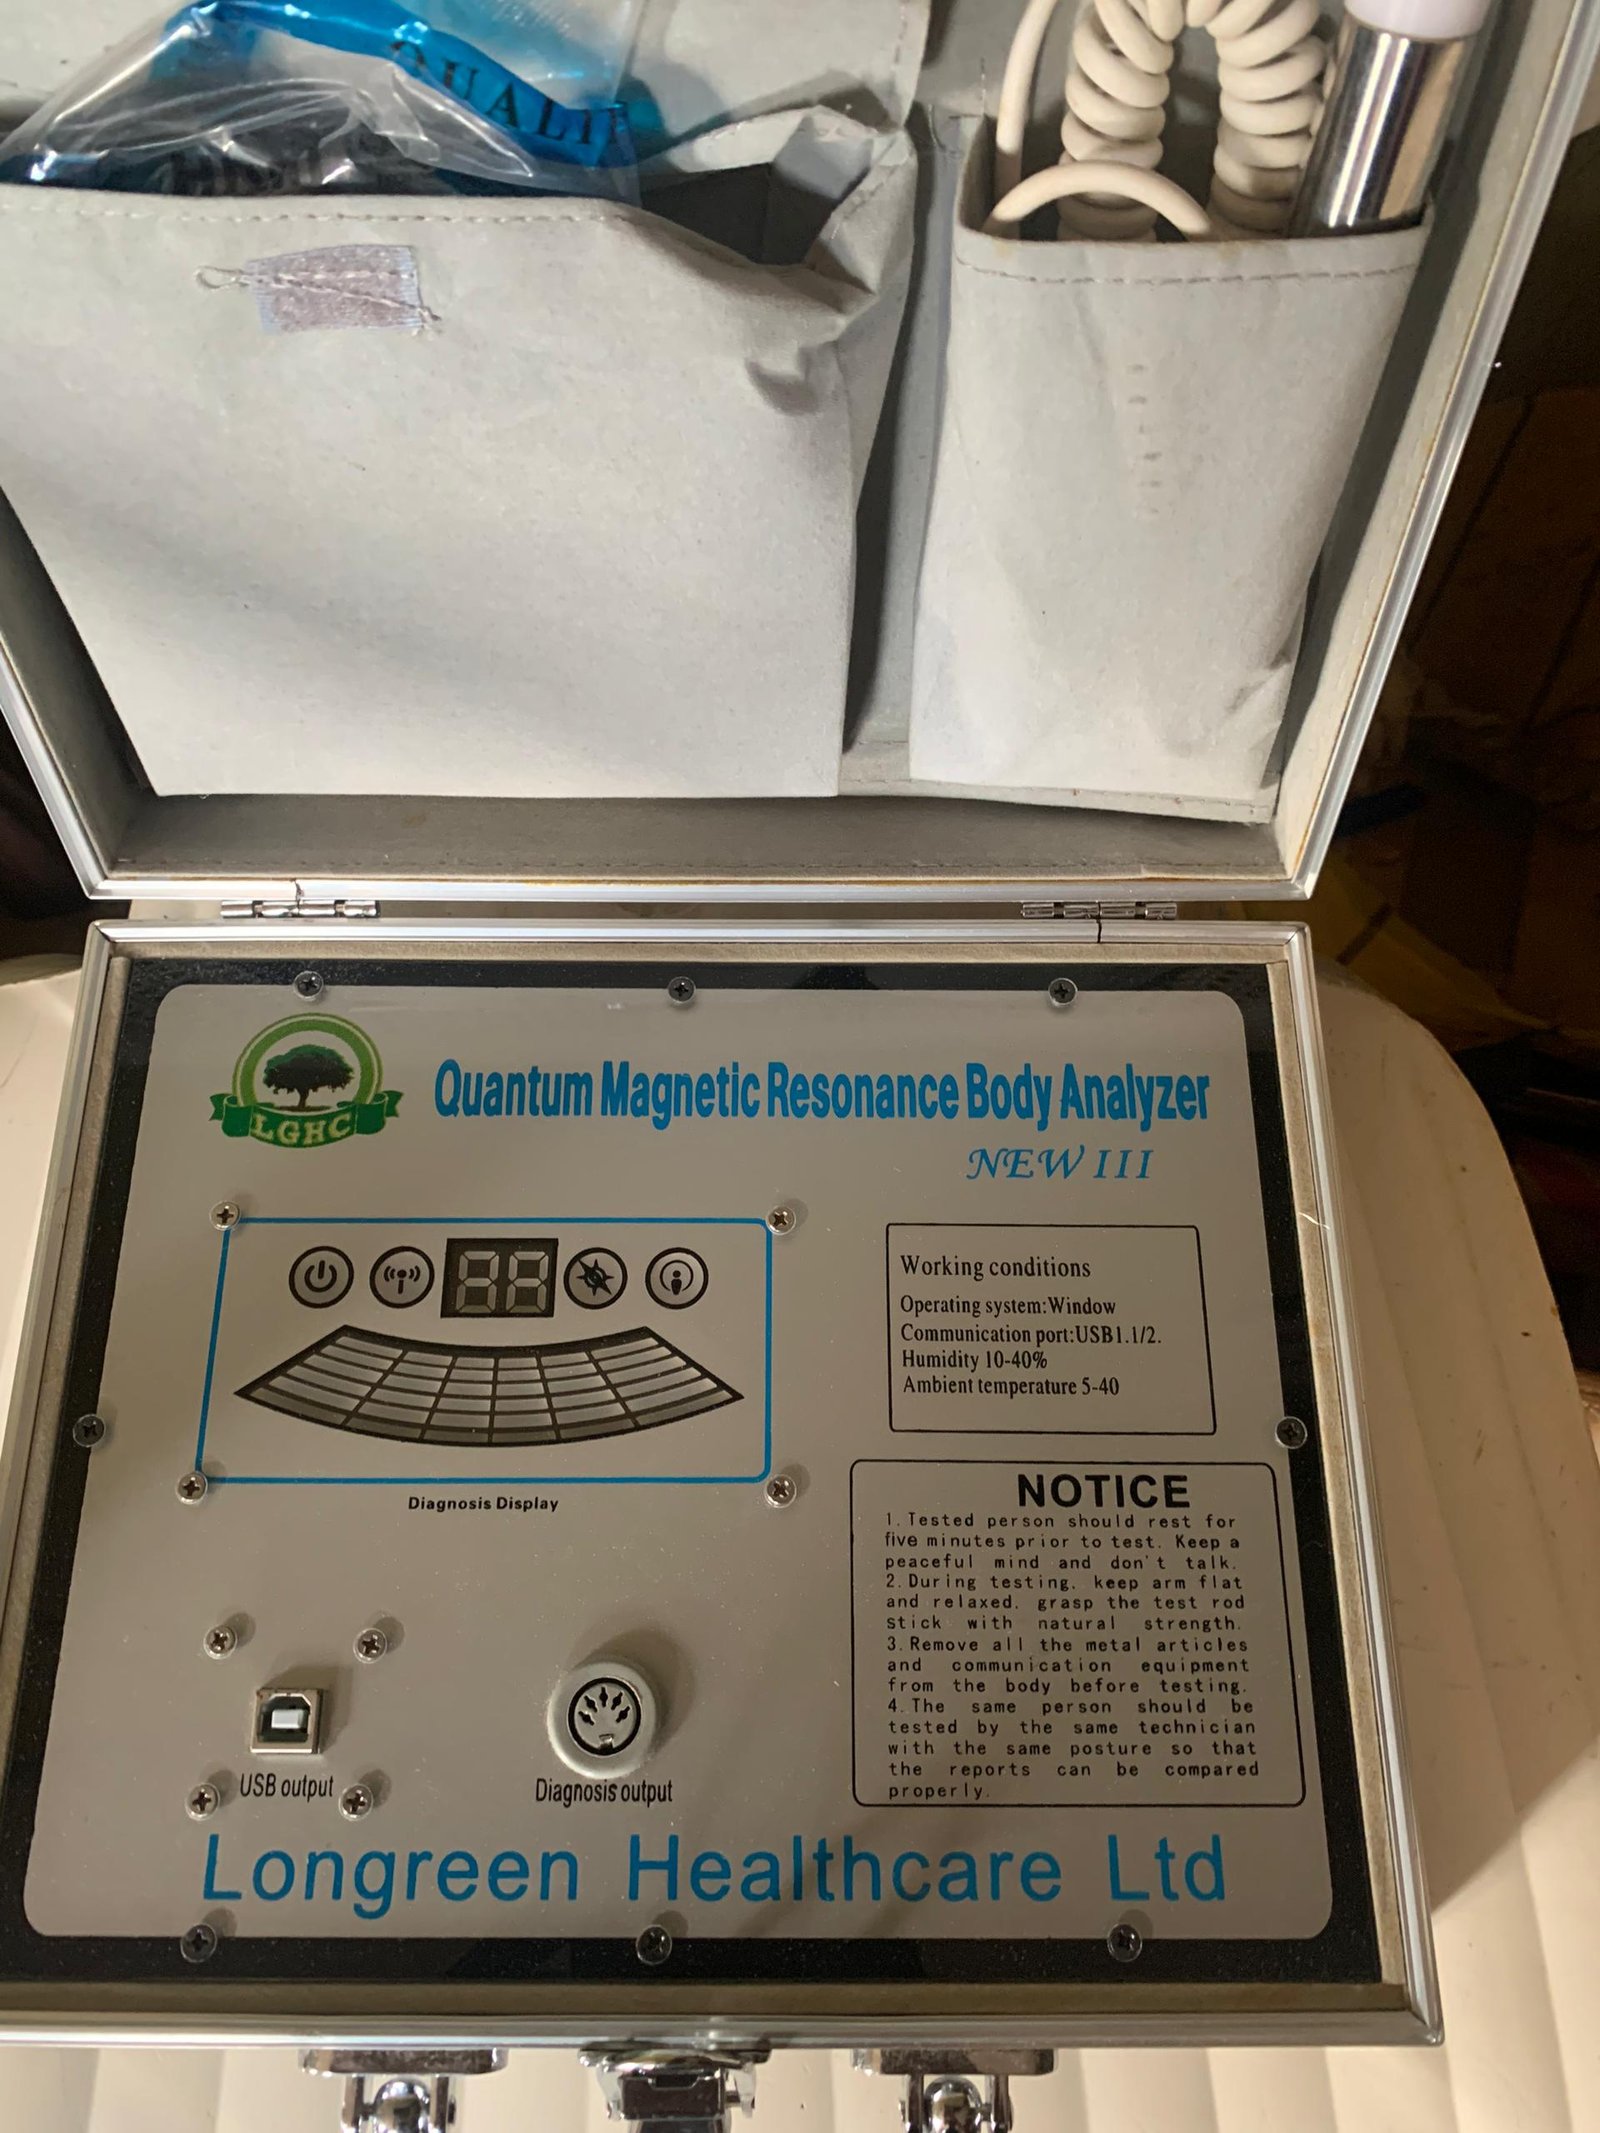 QUALI
LGHC
Quantum Magnetic Resonance Body Analyzer
NEW III
88
Working conditions
Operating system:Window
Communication port:USB1.1/2.
Humidity 10-40%
Ambient temperature 5-40
Diagnosis Display
NOTICE
1.Tested person should rest for
five minutes prior to test. Keep a
peaceful mind and don't talk.
2.During testing, keep arm flat
and relaxed, grasp the test rod
stick with natural strength.
3.Remove all the metal articles
and communication equipment
from the body before testing.
4.The same person should be
tested by the same technician
with the same posture so that
the reports can be compared
properly.
USB output
Diagnosis output
Longreen Healthcare Ltd